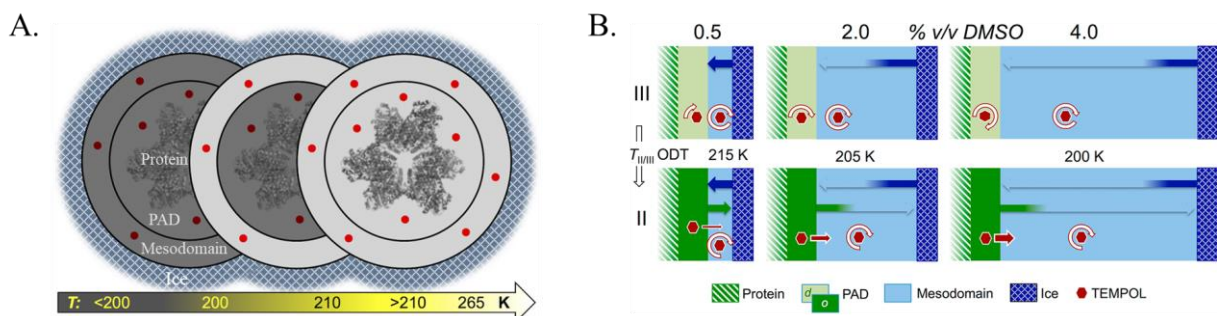 A.
Protein
PAD
Mesodomain
Ice
T: <200 200 210 >210 265 K
B.
0.5 2.0 % v/v DMSO 4.0
III
T II/III ODT 215 K 205 K 200 K
II
Protein d o PAD Mesodomain Ice TEMPOL